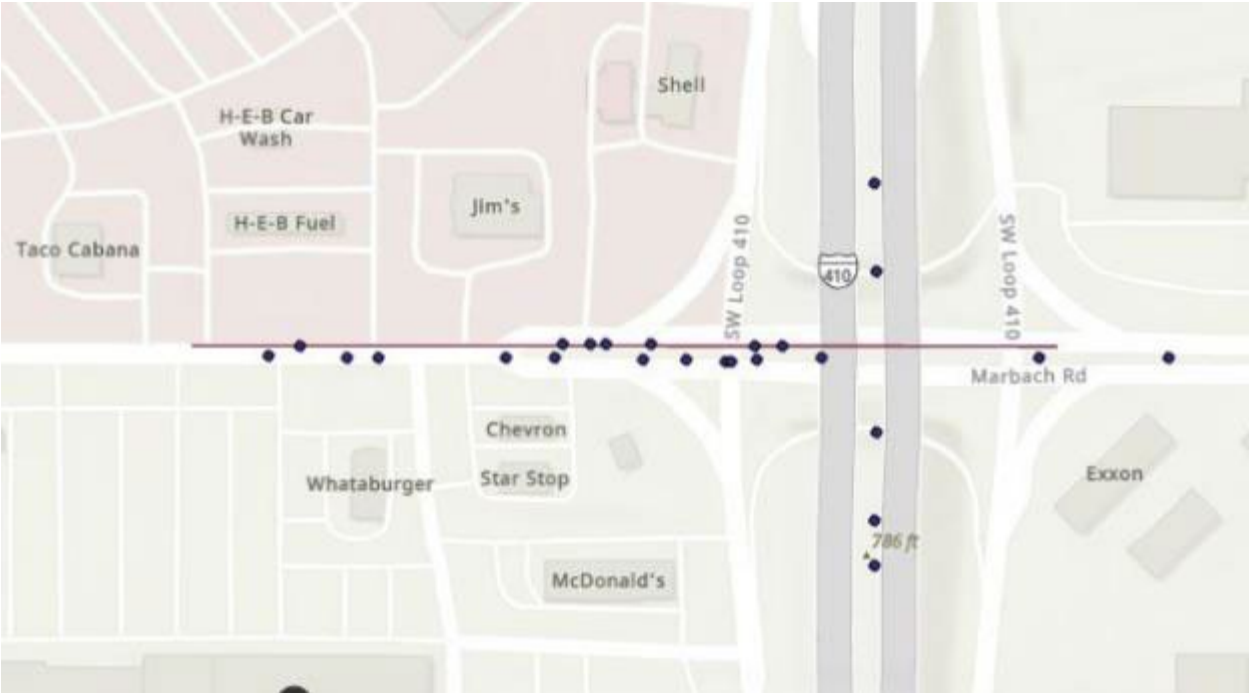 Shell
H-E-B Car
Wash
Jim's
H-E-B Fuel
Taco Cabana
SW Loop 410
SW Loop 410
410
Marbach Rd
Chevron
Star Stop
Whataburger
Exxon
786 ft
McDonald's